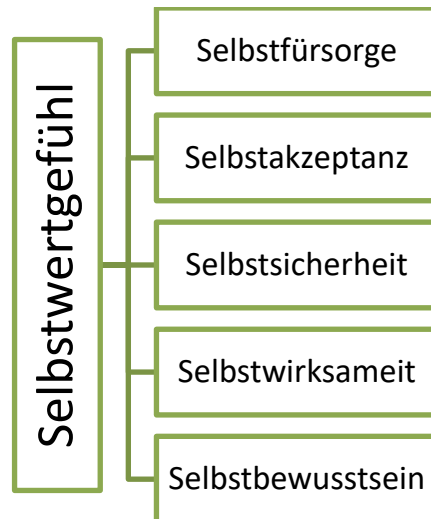 Selbstwertgefühl
Selbstfürsorge
Selbstakzeptanz
Selbstsicherheit
Selbstwirksameit
Selbstbewusstsein